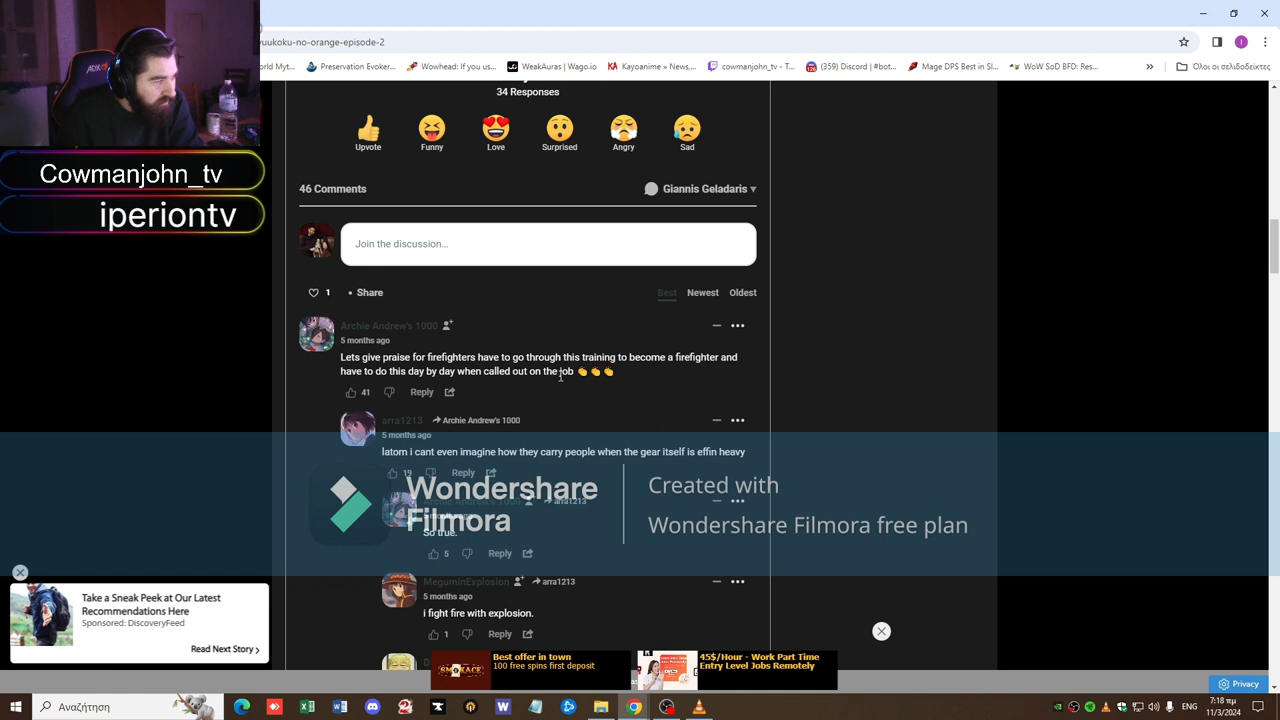 uukoku-no-orange-episode-2
orld Myt...
Preservation Evoker...
Wowhead: If you us...
WeakAuras | Wago.io
Kayoanime » News,...
cowmanjohn_tv - T...
(359) Discord | #bot...
Mage DPS Best in Sl...
WoW SoD BFD: Res...
»
Όλοι οι σελιδοδείκτες
34 Responses
Upvote
Funny
Love
Surprised
Angry
Sad
Cowmanjohn_tv
iperiontv
46 Comments
Giannis Geladaris
Join the discussion...
1 • Share
Best Newest Oldest
Archie Andrew's 1000
5 months ago
Lets give praise for firefighters have to go through this training to become a firefighter and
have to do this day by day when called out on the job 👏 👏 👏
41 Reply
arra1213 Archie Andrew's 1000
5 months ago
latom i cant even imagine how they carry people when the gear itself is effin heavy
19 Reply
Wondershare
Filmora
Created with
Wondershare Filmora free plan
arra1213
So true.
5 Reply
MeguminExplosion arra1213
5 months ago
i fight fire with explosion.
1 Reply
Take a Sneak Peek at Our Latest
Recommendations Here
Sponsored: DiscoveryFeed
Read Next Story
Best offer in town
100 free spins first deposit
45$/Hour - Work Part Time
Entry Level Jobs Remotely
Privacy
Αναζήτηση
ENG
7:18 πμ
11/3/2024